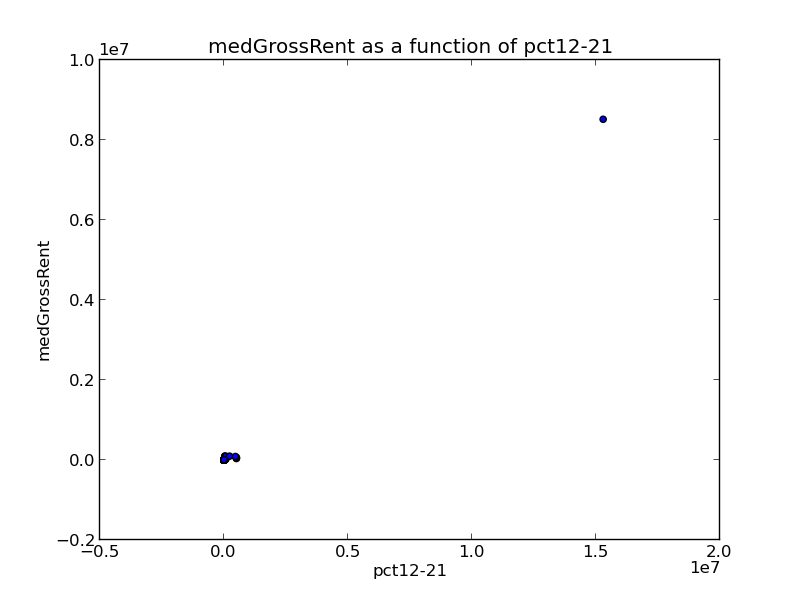 medGrossRent as a function of pct12-21
1e7
1.0
0.8
0.6
0.4
0.2
0.0
−0.2
medGrossRent
−0.5 0.0 0.5 1.0 1.5 2.0
1e7
pct12-21